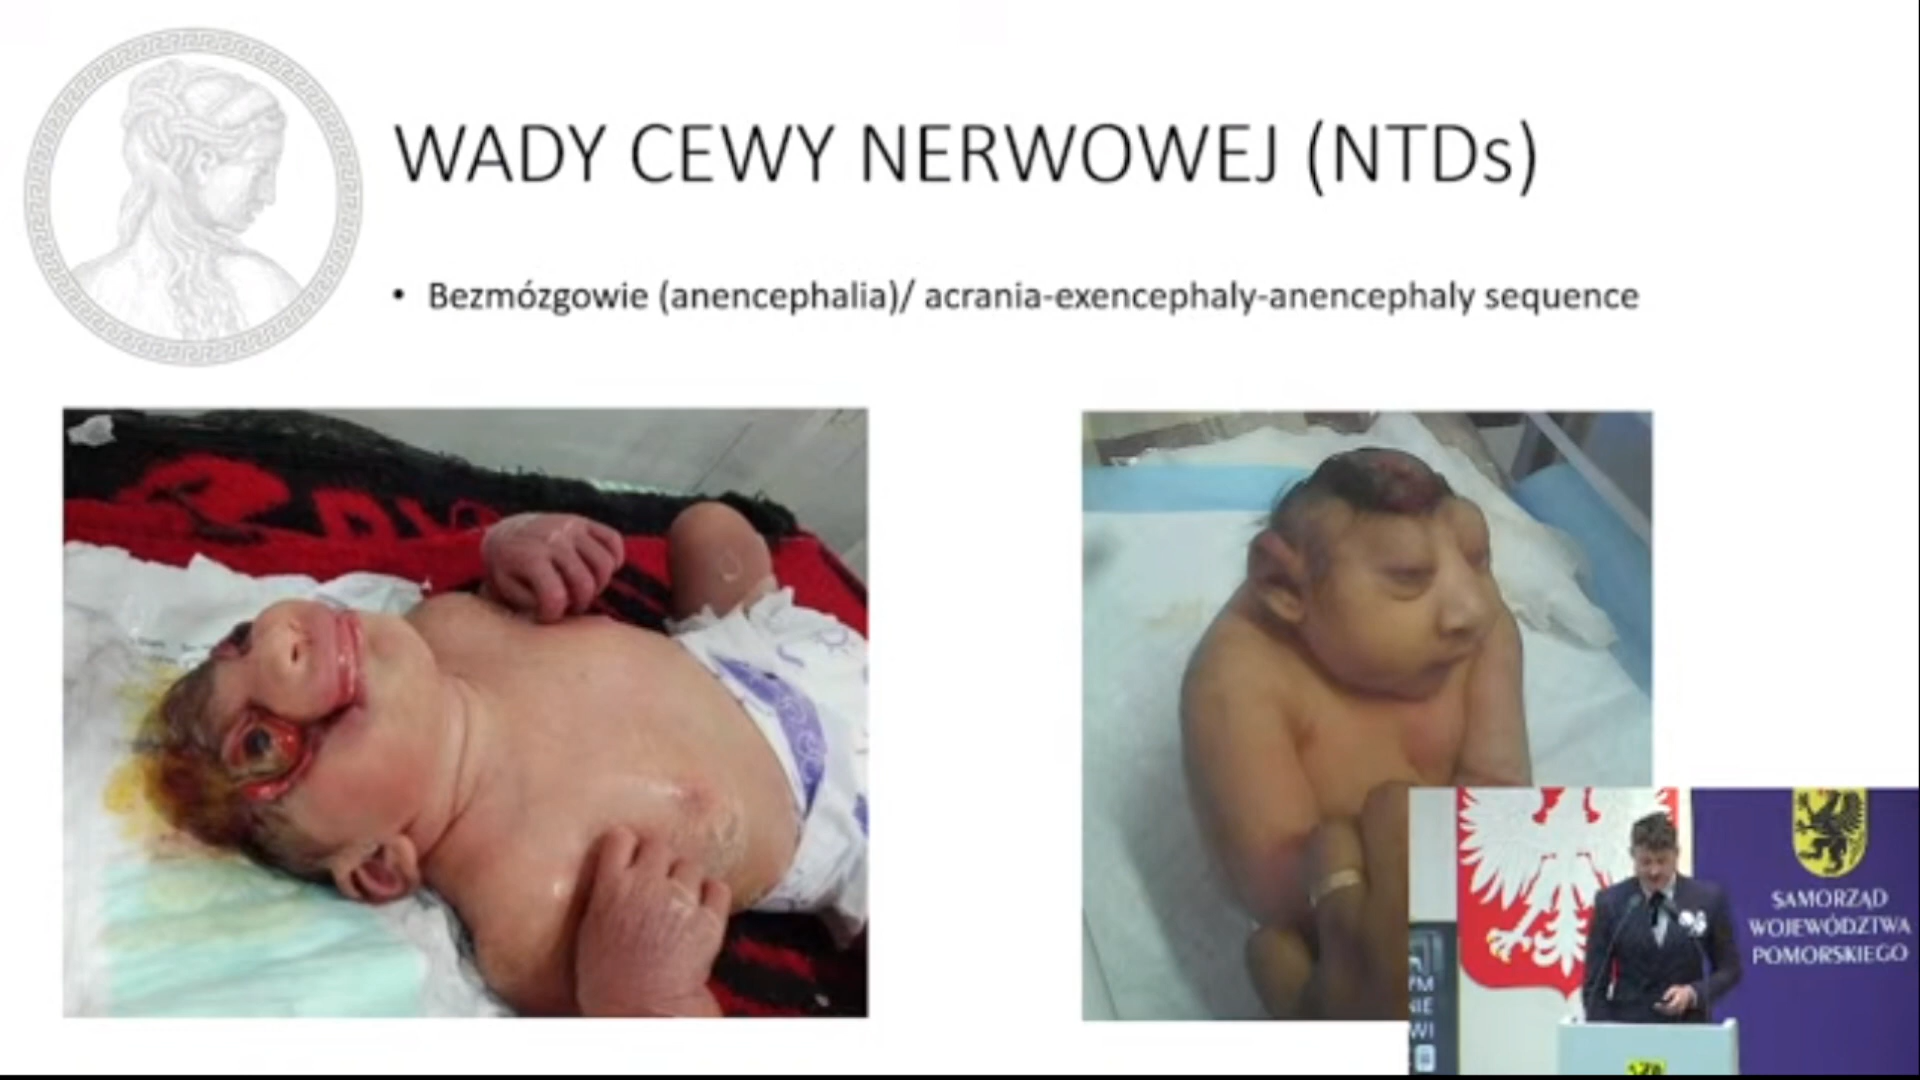 WADY CEWY NERWOWEJ (NTDs)
• Bezmózgowie (anencephalia)/ acrania-exencephaly-anencephaly sequence
SAMORZĄD
WOJEWÓDZTWA
POMORSKIEGO